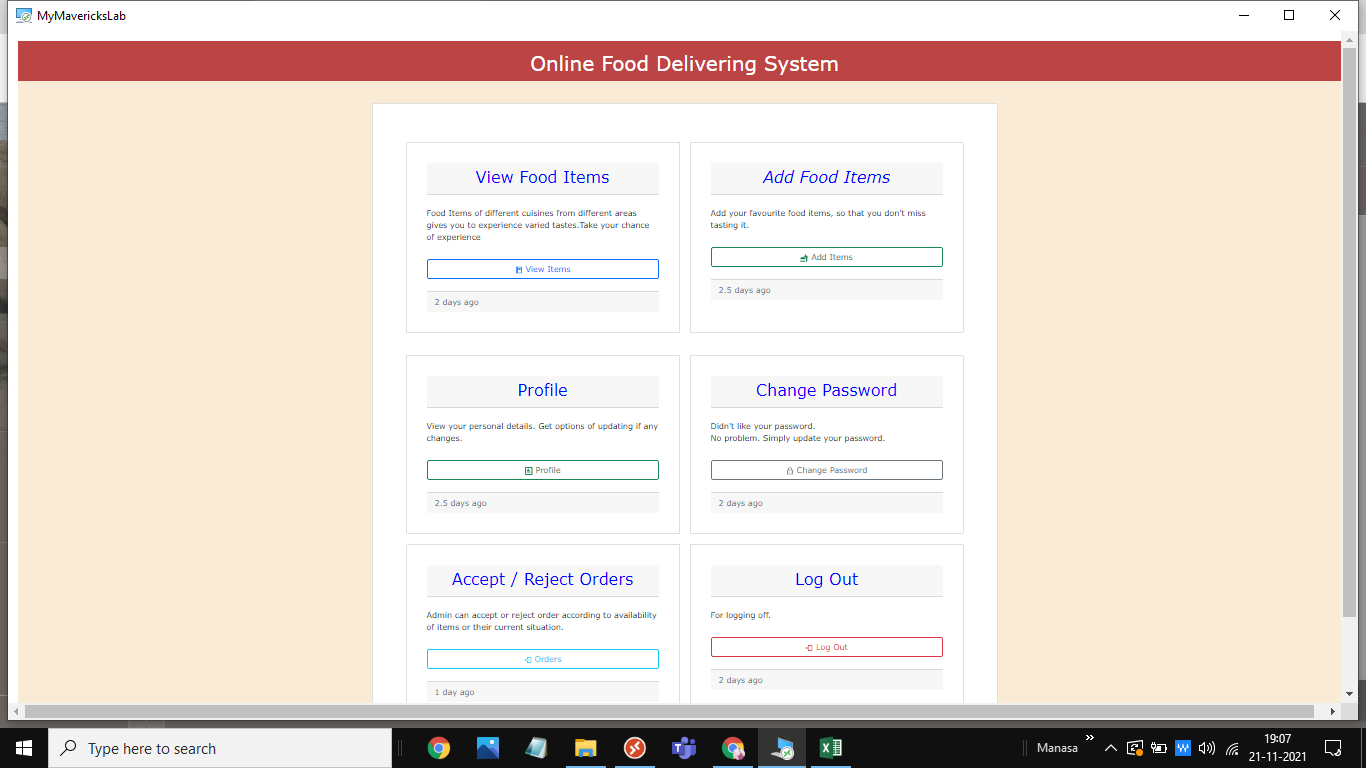 MyMavericksLab
Online Food Delivering System
View Food Items
Food Items of different cuisines from different areas
gives you to experience varied tastes.Take your chance
of experience
View Items
2 days ago
Add Food Items
Add your favourite food items, so that you don't miss
tasting it.
Add Items
2.5 days ago
Profile
View your personal details. Get options of updating if any
changes.
Profile
2.5 days ago
Change Password
Didn't like your password.
No problem. Simply update your password.
Change Password
2 days ago
Accept / Reject Orders
Admin can accept or reject order according to availability
of items or their current situation.
Orders
1 day ago
Log Out
For logging off.
Log Out
2 days ago
Type here to search
Manasa
19:07
21-11-2021